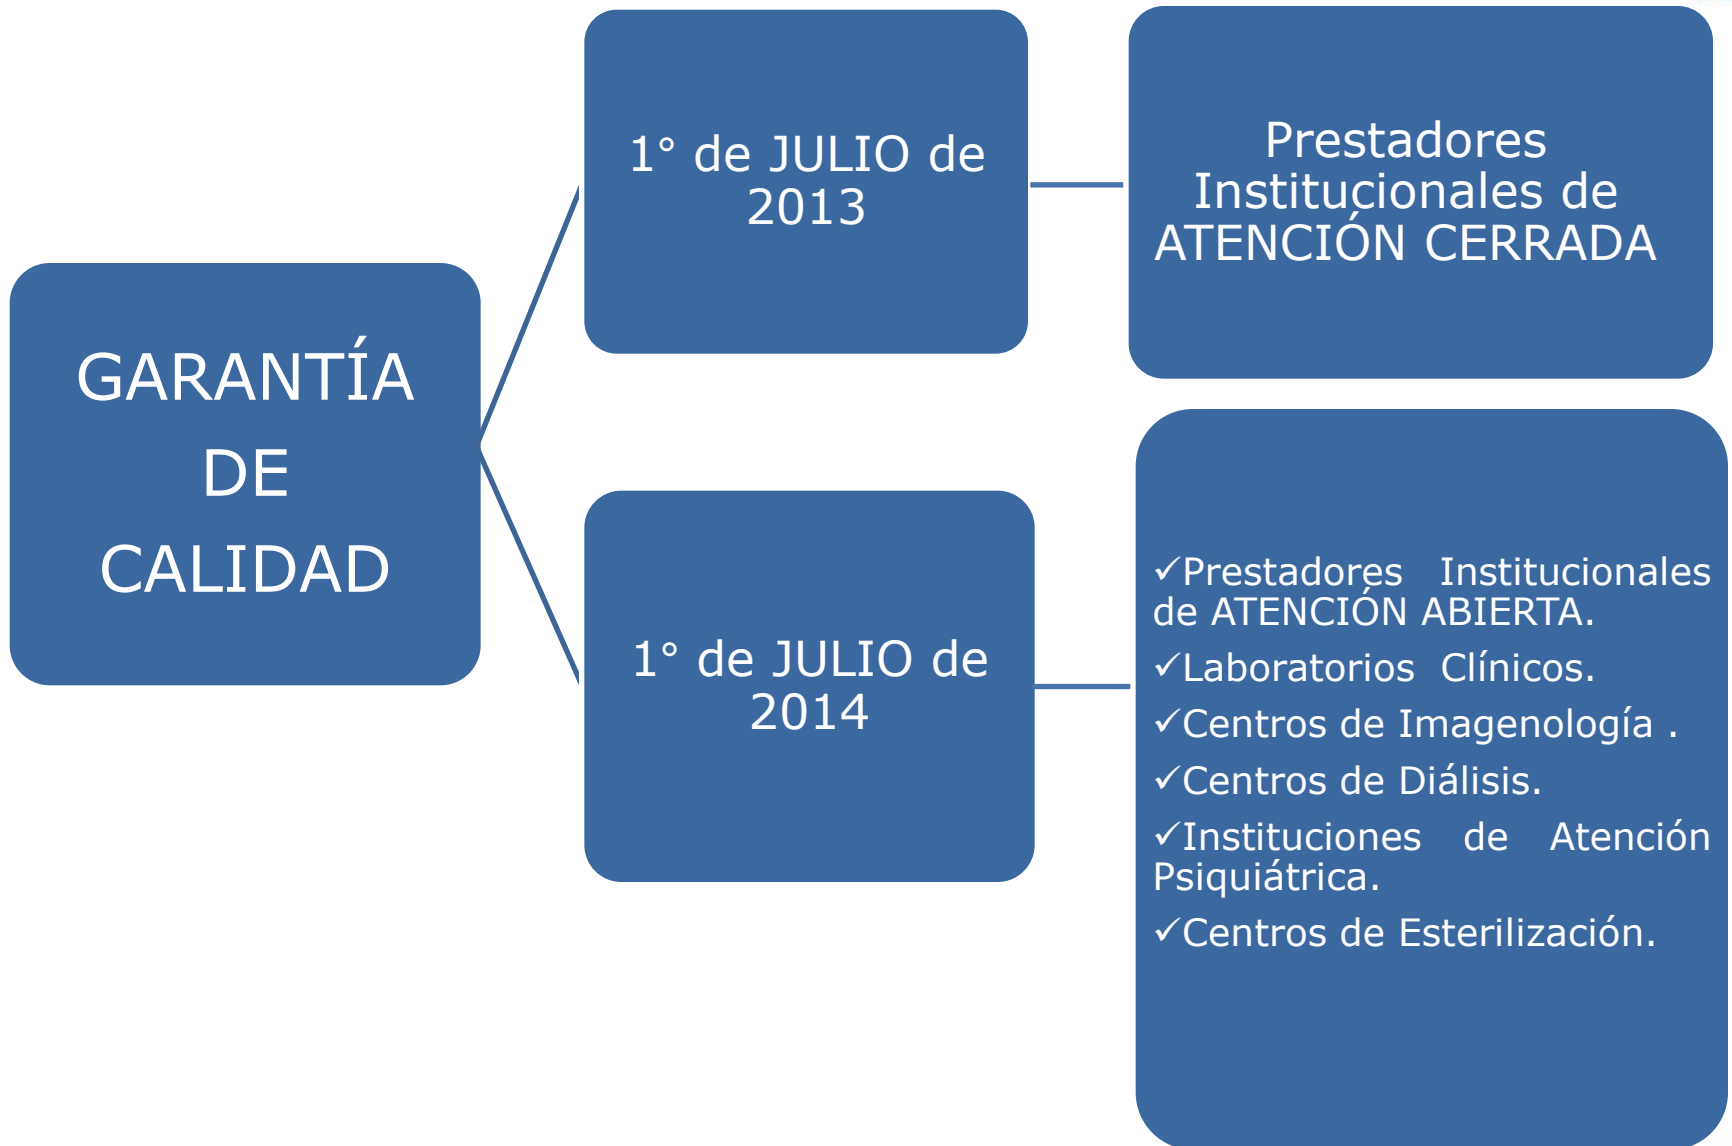 GARANTÍA
DE
CALIDAD
1° de JULIO de
2013
Prestadores
Institucionales de
ATENCIÓN CERRADA
1° de JULIO de
2014
✓Prestadores Institucionales
de ATENCIÓN ABIERTA.
✓Laboratorios Clínicos.
✓Centros de Imagenología .
✓Centros de Diálisis.
✓Instituciones de Atención
Psiquiátrica.
✓Centros de Esterilización.